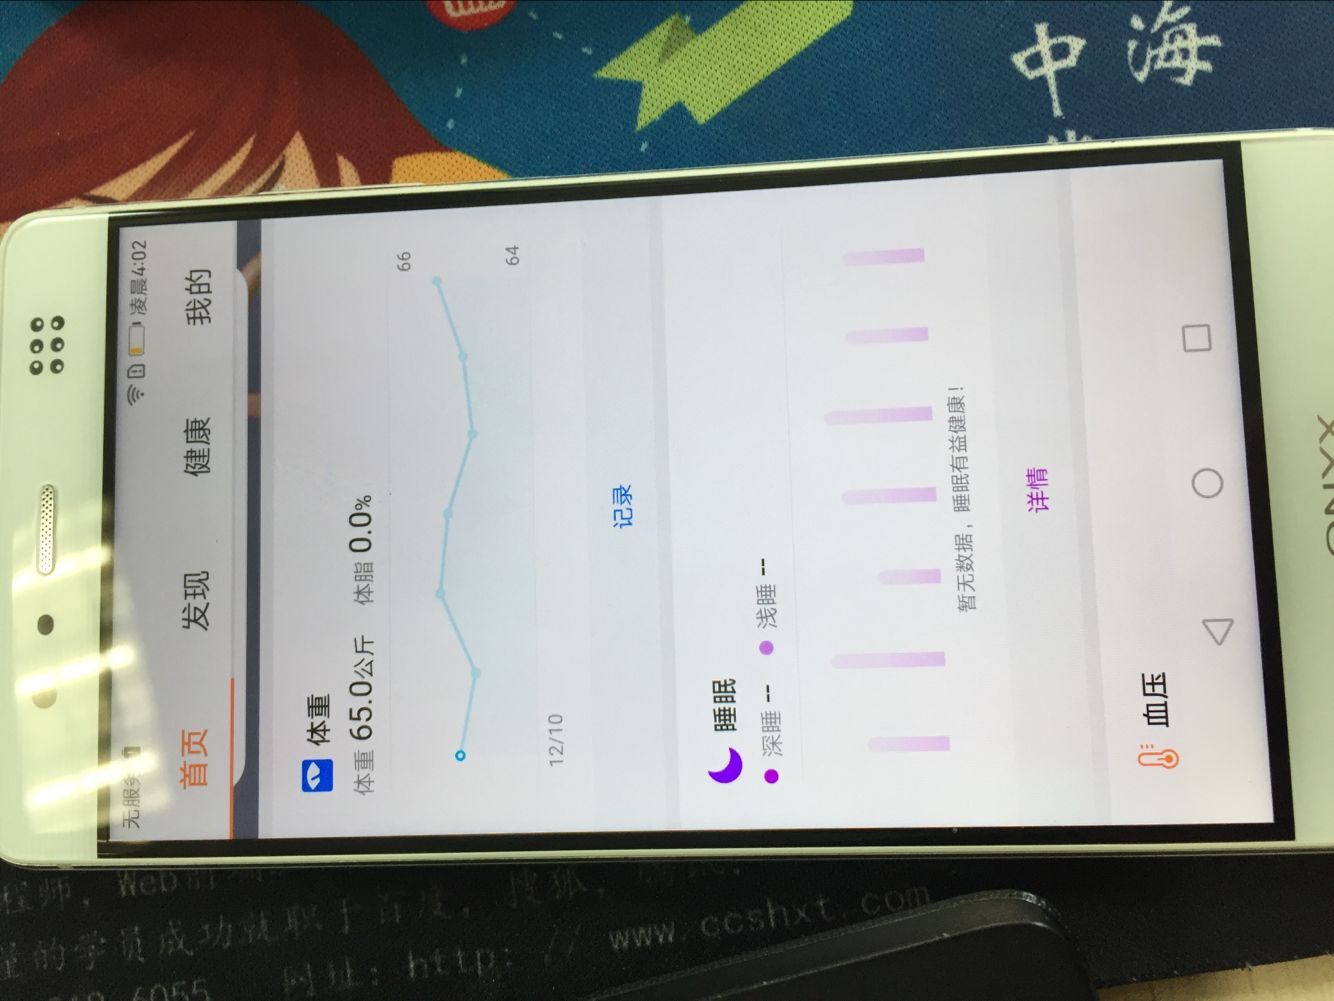 无服务
凌晨4:02
首页 发现 健康 我的
体重
体重 65.0公斤 体脂 0.0%
66
64
12/10
记录
睡眠
深睡 -- 浅睡 --
暂无数据，睡眠有益健康！
详情
血压
中海
程师，Web前
量的学员成功就职于百度，搜狐，
6055 网址：http://www.ccshxt.com